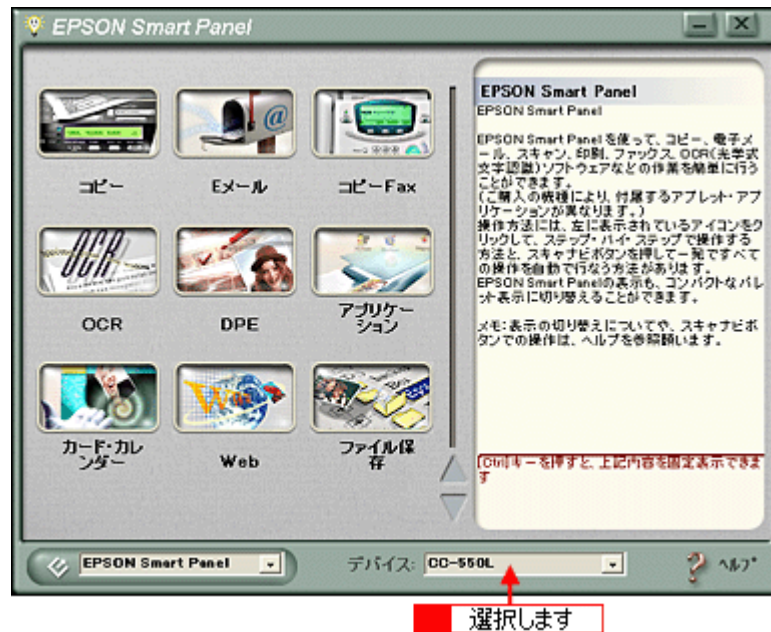 EPSON Smart Panel
コピー
Eメール
コピーFax
OCR
DPE
アプリケー
ション
カード・カレ
ンダー
Web
ファイル保
存
EPSON Smart Panel
EPSON Smart Panel
EPSON Smart Panel を使って、コピー、電子メ
ール、スキャン、印刷、ファックス、OCR(光学式
文字認識)ソフトウェアなどの作業を簡単に行う
ことができます。
(ご購入の機種により、付属するアプレット・アプ
リケーションが異なります。)
操作方法には、左に表示されているアイコンをク
リックして、ステップ・バイ・ステップで操作する
方法と、スキャナビボタンを押して一発ですべて
の操作を自動で行なう方法があります。
EPSON Smart Panelの表示も、コンパクトなパレ
ット表示に切り替えることができます。
メモ：表示の切り替えについてや、スキャナビボ
タンでの操作は、ヘルプを参照願います。
[Ctrl]キーを押すと、上記内容を固定表示できま
す
EPSON Smart Panel
デバイス: CC-550L
ヘルプ
選択します